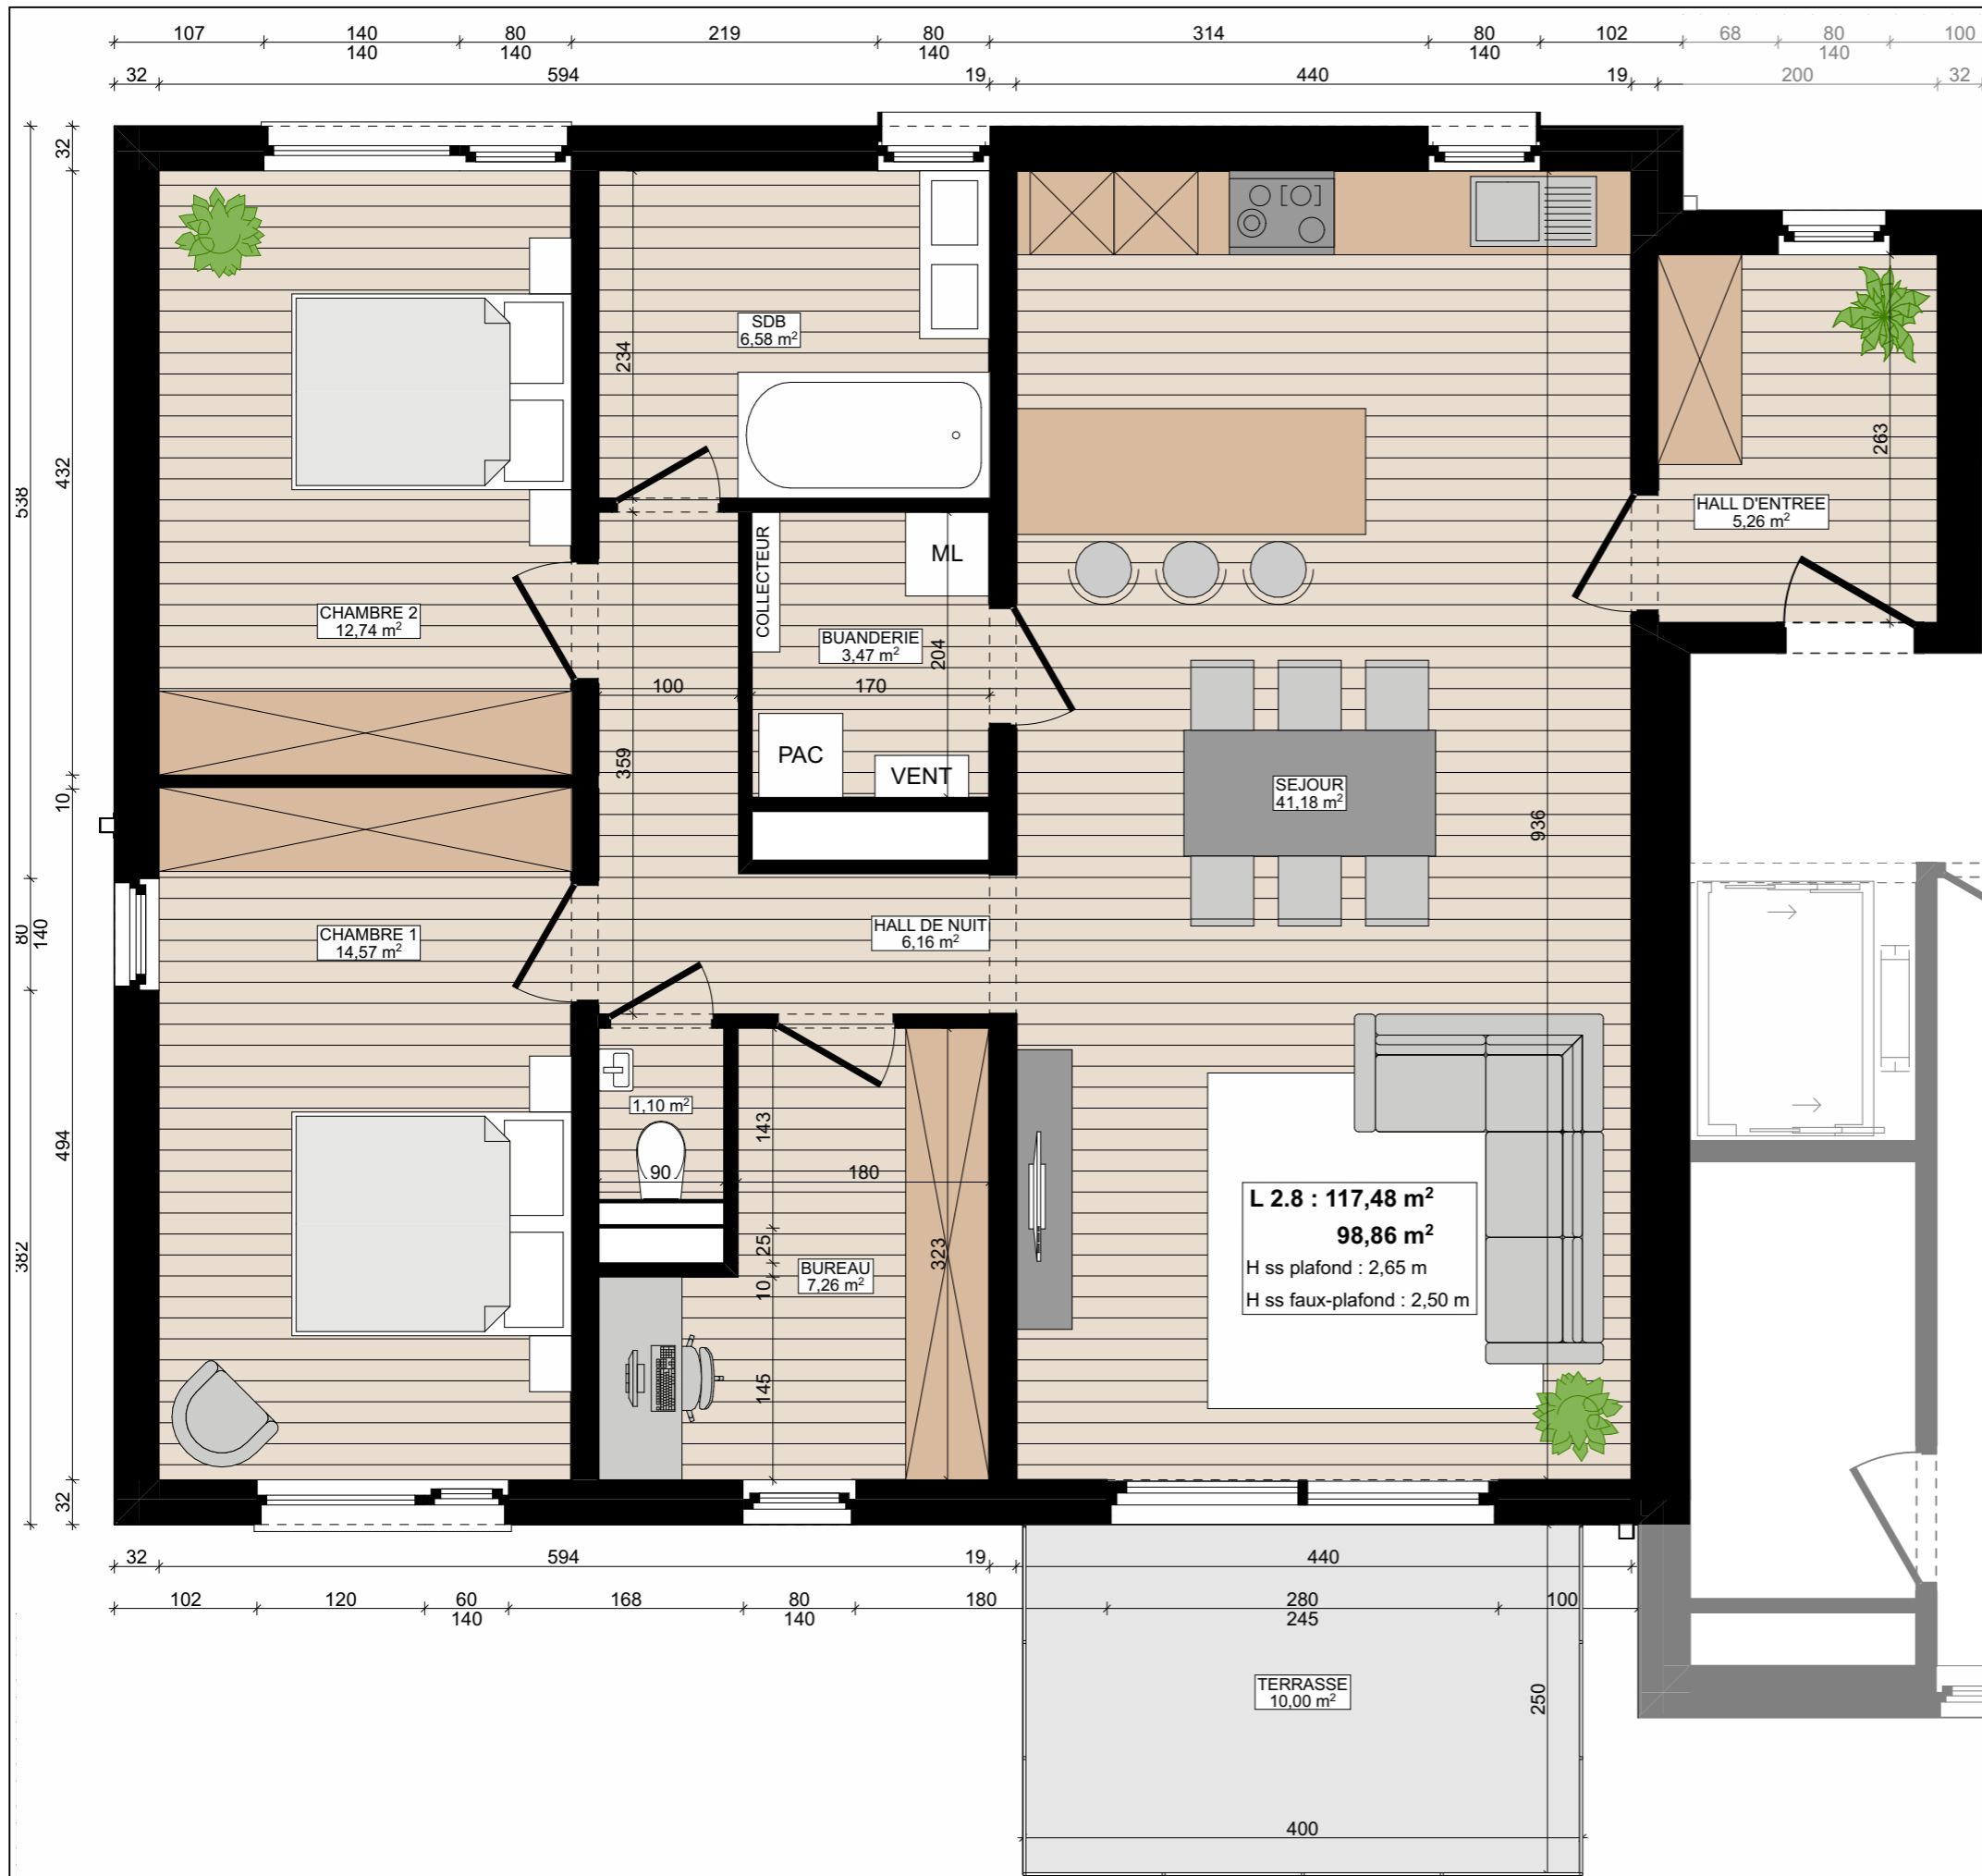 107 140 80 219 80 314 80 102 68 80 100
140 140 140 140 140
32 594 19 440 19 200 32
32
432
538
10
80
140
494
382
32
SDB
6,58 m²
234
263
HALL D'ENTREE
5,26 m²
COLLECTEUR
ML
CHAMBRE 2
12,74 m²
BUANDERIE
3,47 m²
204
100 170
359
PAC
VENT
SEJOUR
41,18 m²
936
CHAMBRE 1
14,57 m²
HALL DE NUIT
6,16 m²
1,10 m²
143
90 180
L 2.8 : 117,48 m²
98,86 m²
H ss plafond : 2,65 m
H ss faux-plafond : 2,50 m
25
323
BUREAU
7,26 m²
10
145
32 594 19 440
102 120 60 168 80 180 280 100
140 140 245
TERRASSE
10,00 m²
250
400